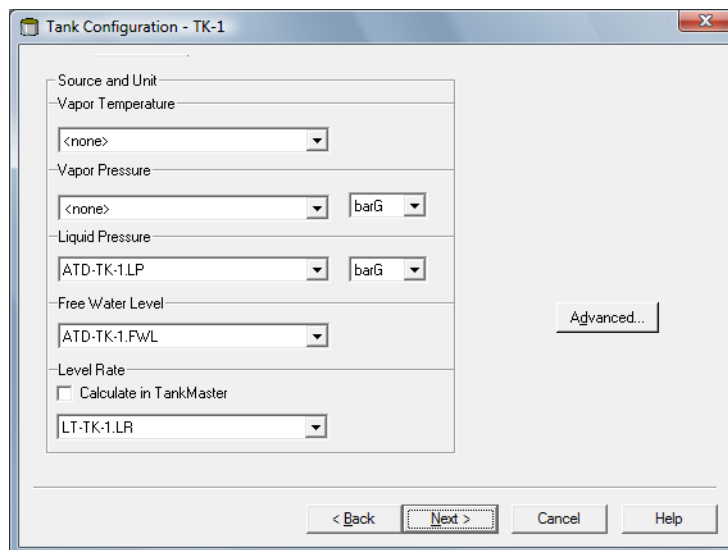 Tank Configuration - TK-1
Source and Unit
Vapor Temperature
<none>
Vapor Pressure
<none> barG
Liquid Pressure
ATD-TK-1.LP barG
Free Water Level
ATD-TK-1.FWL
Advanced...
Level Rate
Calculate in TankMaster
LT-TK-1.LR
< Back Next > Cancel Help